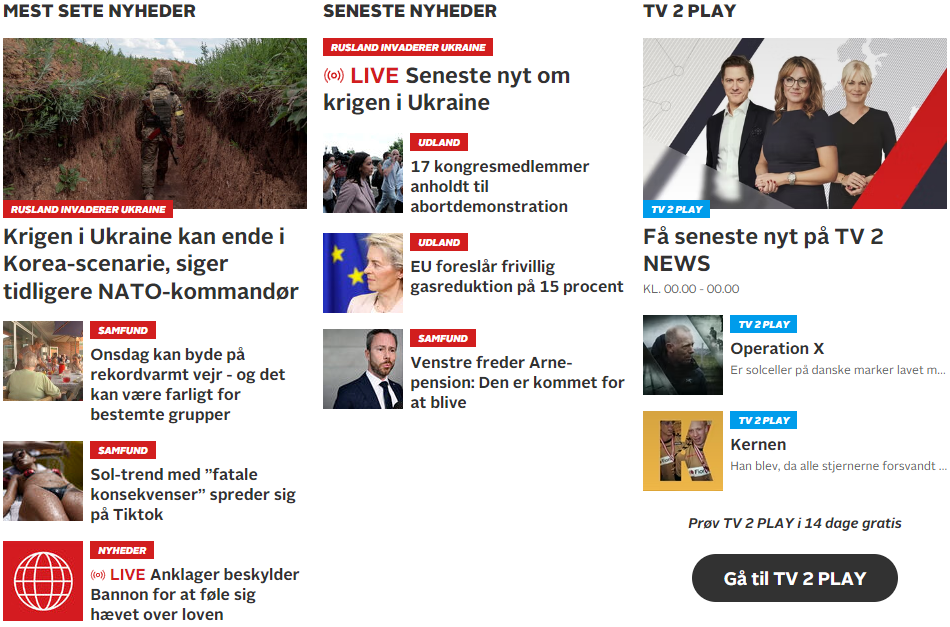 MEST SETE NYHEDER
RUSLAND INVADERER UKRAINE
Krigen i Ukraine kan ende i
Korea-scenarie, siger
tidligere NATO-kommandør
SAMFUND
Onsdag kan byde på
rekordvarmt vejr - og det
kan være farligt for
bestemte grupper
SAMFUND
Sol-trend med ”fatale
konsekvenser” spreder sig
på Tiktok
NYHEDER
LIVE Anklager beskylder
Bannon for at føle sig
hævet over loven
SENESTE NYHEDER
RUSLAND INVADERER UKRAINE
LIVE Seneste nyt om
krigen i Ukraine
UDLAND
17 kongresmedlemmer
anholdt til
abortdemonstration
UDLAND
EU foreslår frivillig
gasreduktion på 15 procent
SAMFUND
Venstre freder Arne-
pension: Den er kommet for
at blive
TV 2 PLAY
TV 2 PLAY
Få seneste nyt på TV 2
NEWS
KL. 00.00 - 00.00
TV 2 PLAY
Operation X
Er solceller på danske marker lavet m...
TV 2 PLAY
K
Kernen
Han blev, da alle stjernerne forsvandt ...
Prøv TV 2 PLAY i 14 dage gratis
Gå til TV 2 PLAY